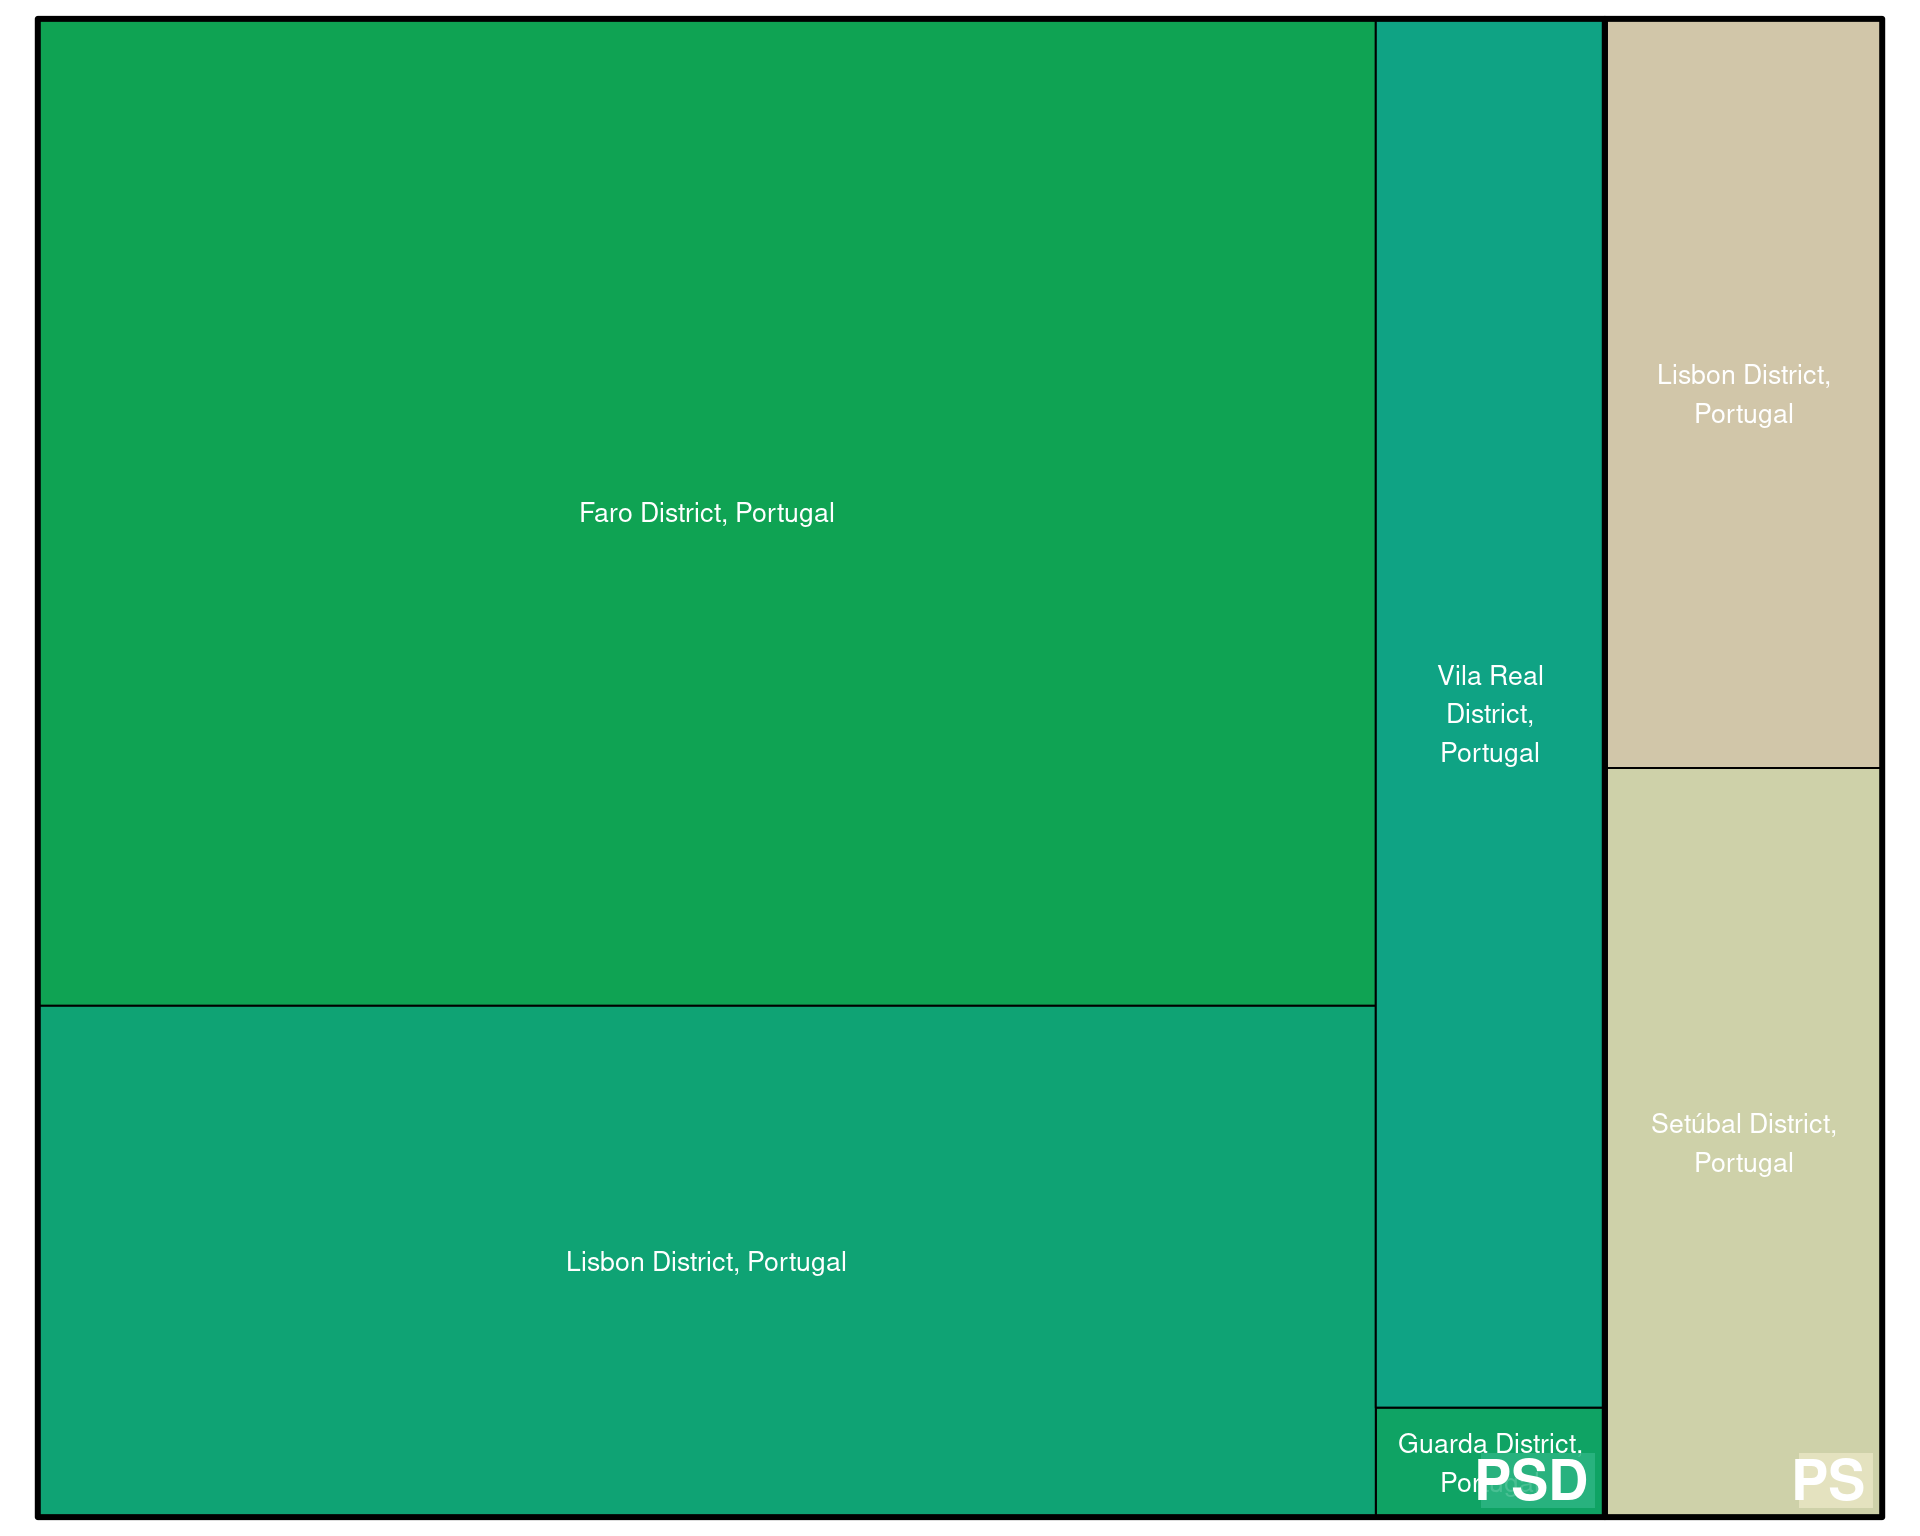 Faro District, Portugal
Lisbon District, Portugal
Vila Real
District,
Portugal
Guarda District,
PSD
Lisbon District,
Portugal
Setúbal District,
Portugal
PS